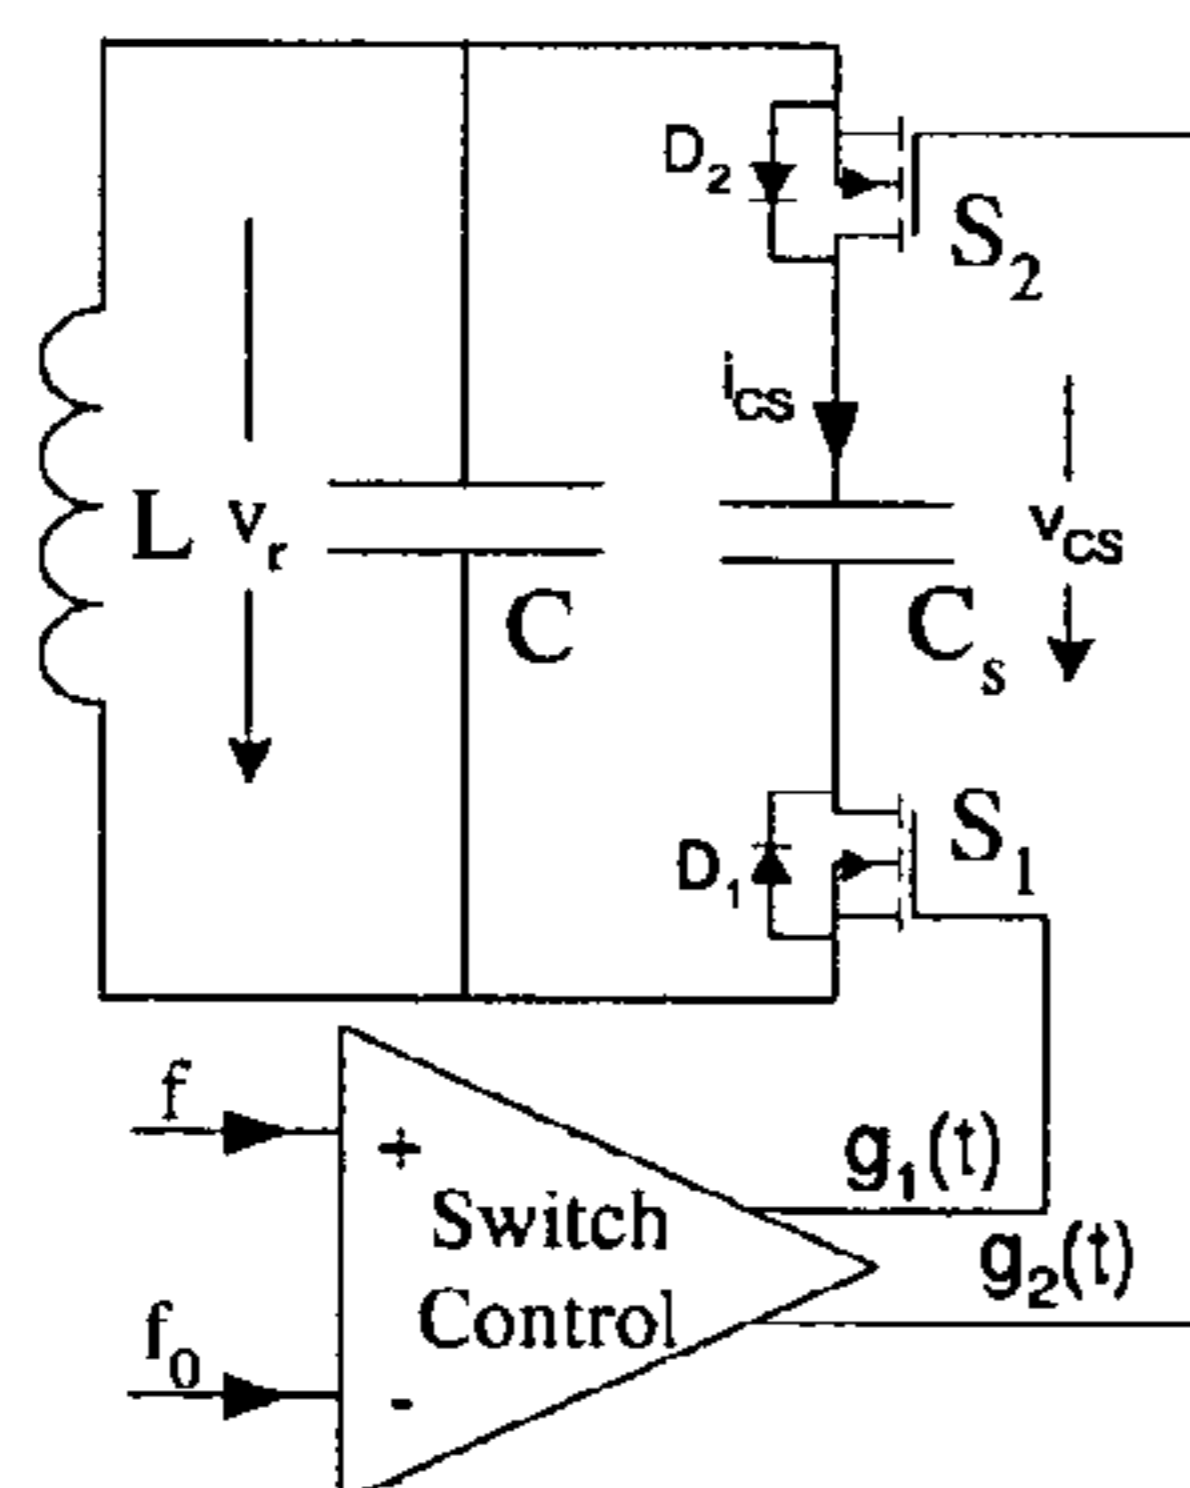 D2
S2
iCS
L
vr
C
Cs
vCS
D1
S1
f
+
Switch
Control
g1(t)
g2(t)
f0
-